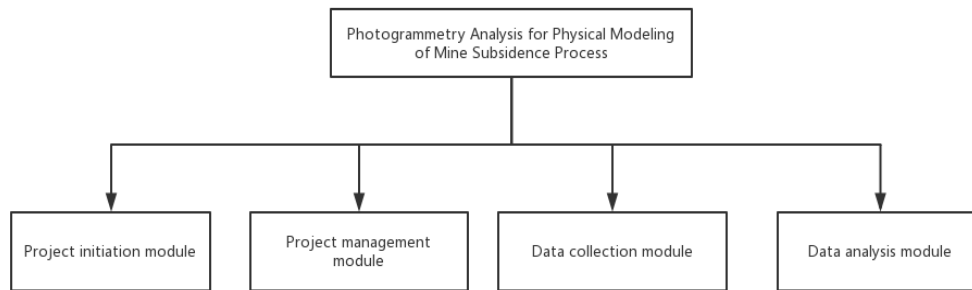 Photogrammetry Analysis for Physical Modeling
of Mine Subsidence Process
Project initiation module
Project management
module
Data collection module
Data analysis module